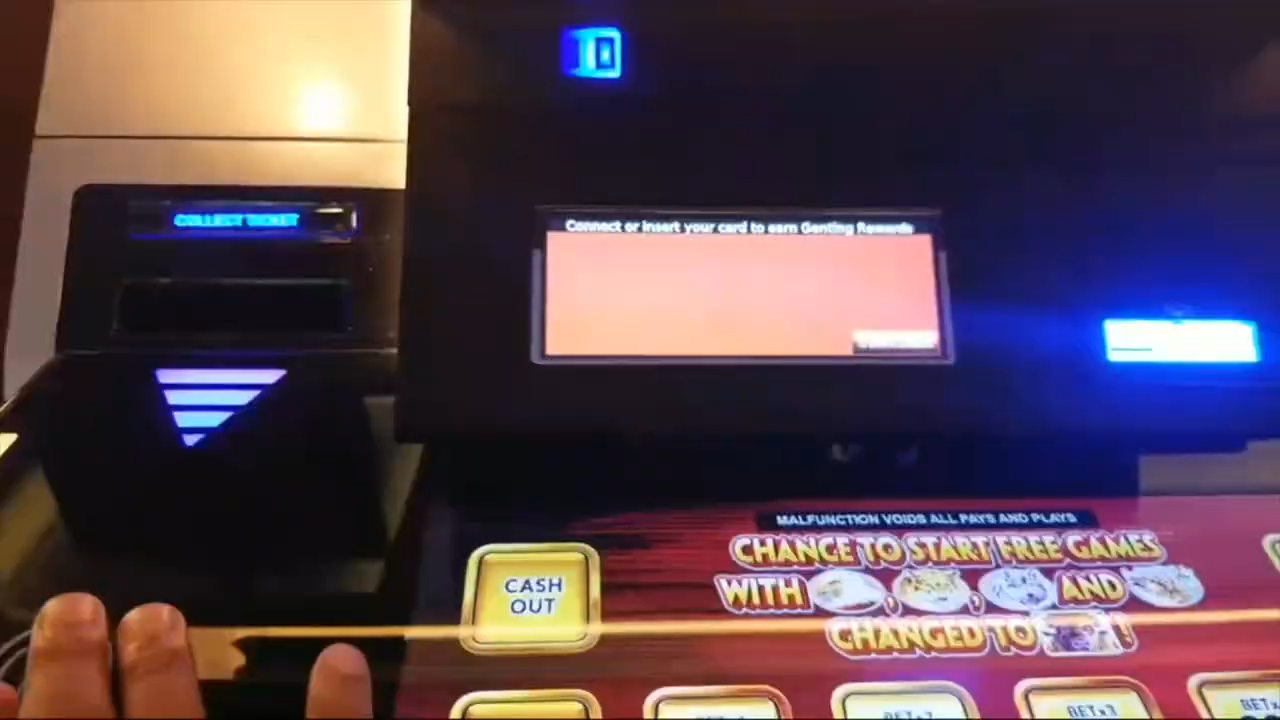 COLLECT TICKET
Connect or Insert your card to earn Genting Rewards
MALFUNCTION VOIDS ALL PAYS AND PLAYS
CHANCE TO START FREE GAMES
WITH , , AND
CHANGED TO !
CASH
OUT
BETx3